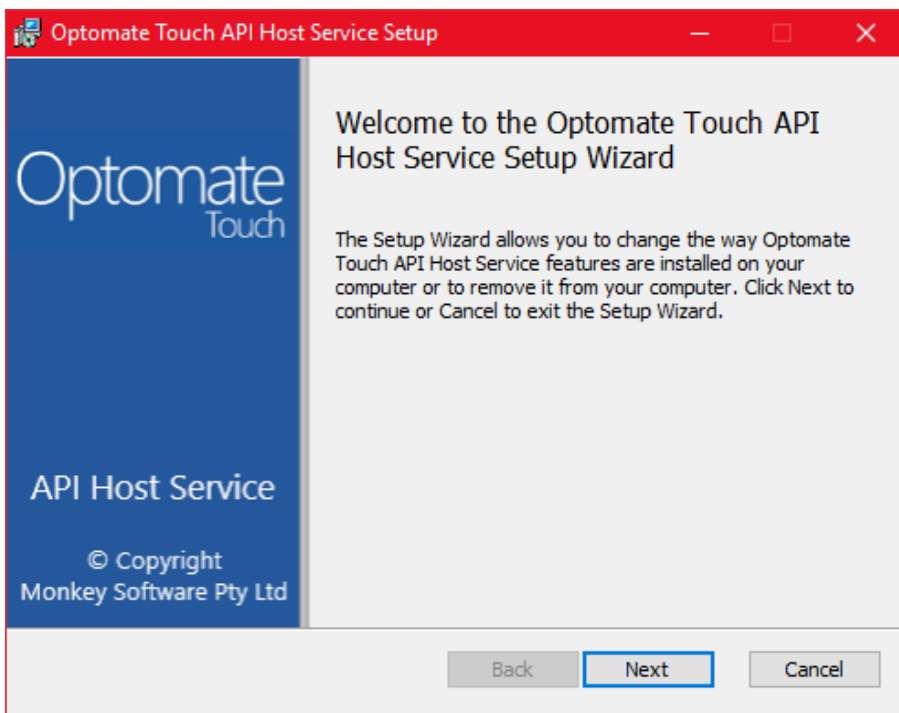 Optomate Touch API Host Service Setup
Optomate
Touch
API Host Service
© Copyright
Monkey Software Pty Ltd
Welcome to the Optomate Touch API
Host Service Setup Wizard
The Setup Wizard allows you to change the way Optomate
Touch API Host Service features are installed on your
computer or to remove it from your computer. Click Next to
continue or Cancel to exit the Setup Wizard.
Back Next Cancel